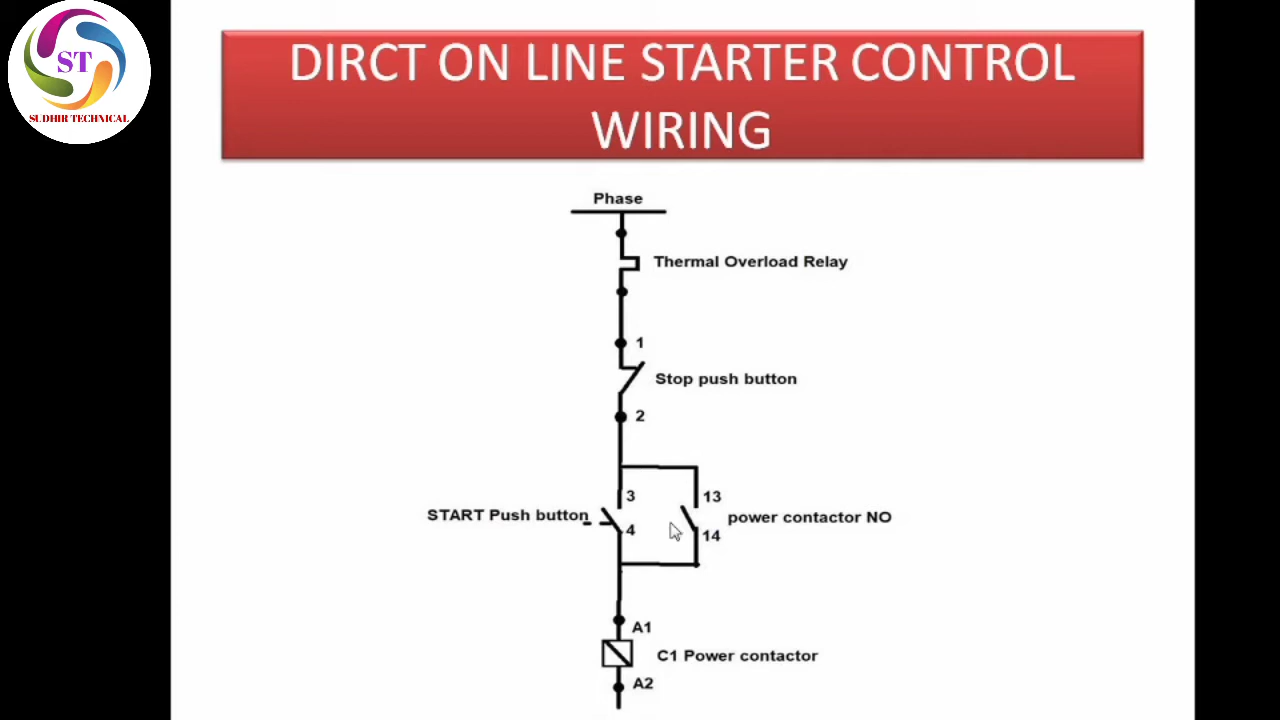 ST
SUDHIR TECHNICAL
DIRCT ON LINE STARTER CONTROL
WIRING
Phase
Thermal Overload Relay
1
Stop push button
2
3
13
START Push button
power contactor NO
4
14
A1
C1 Power contactor
A2